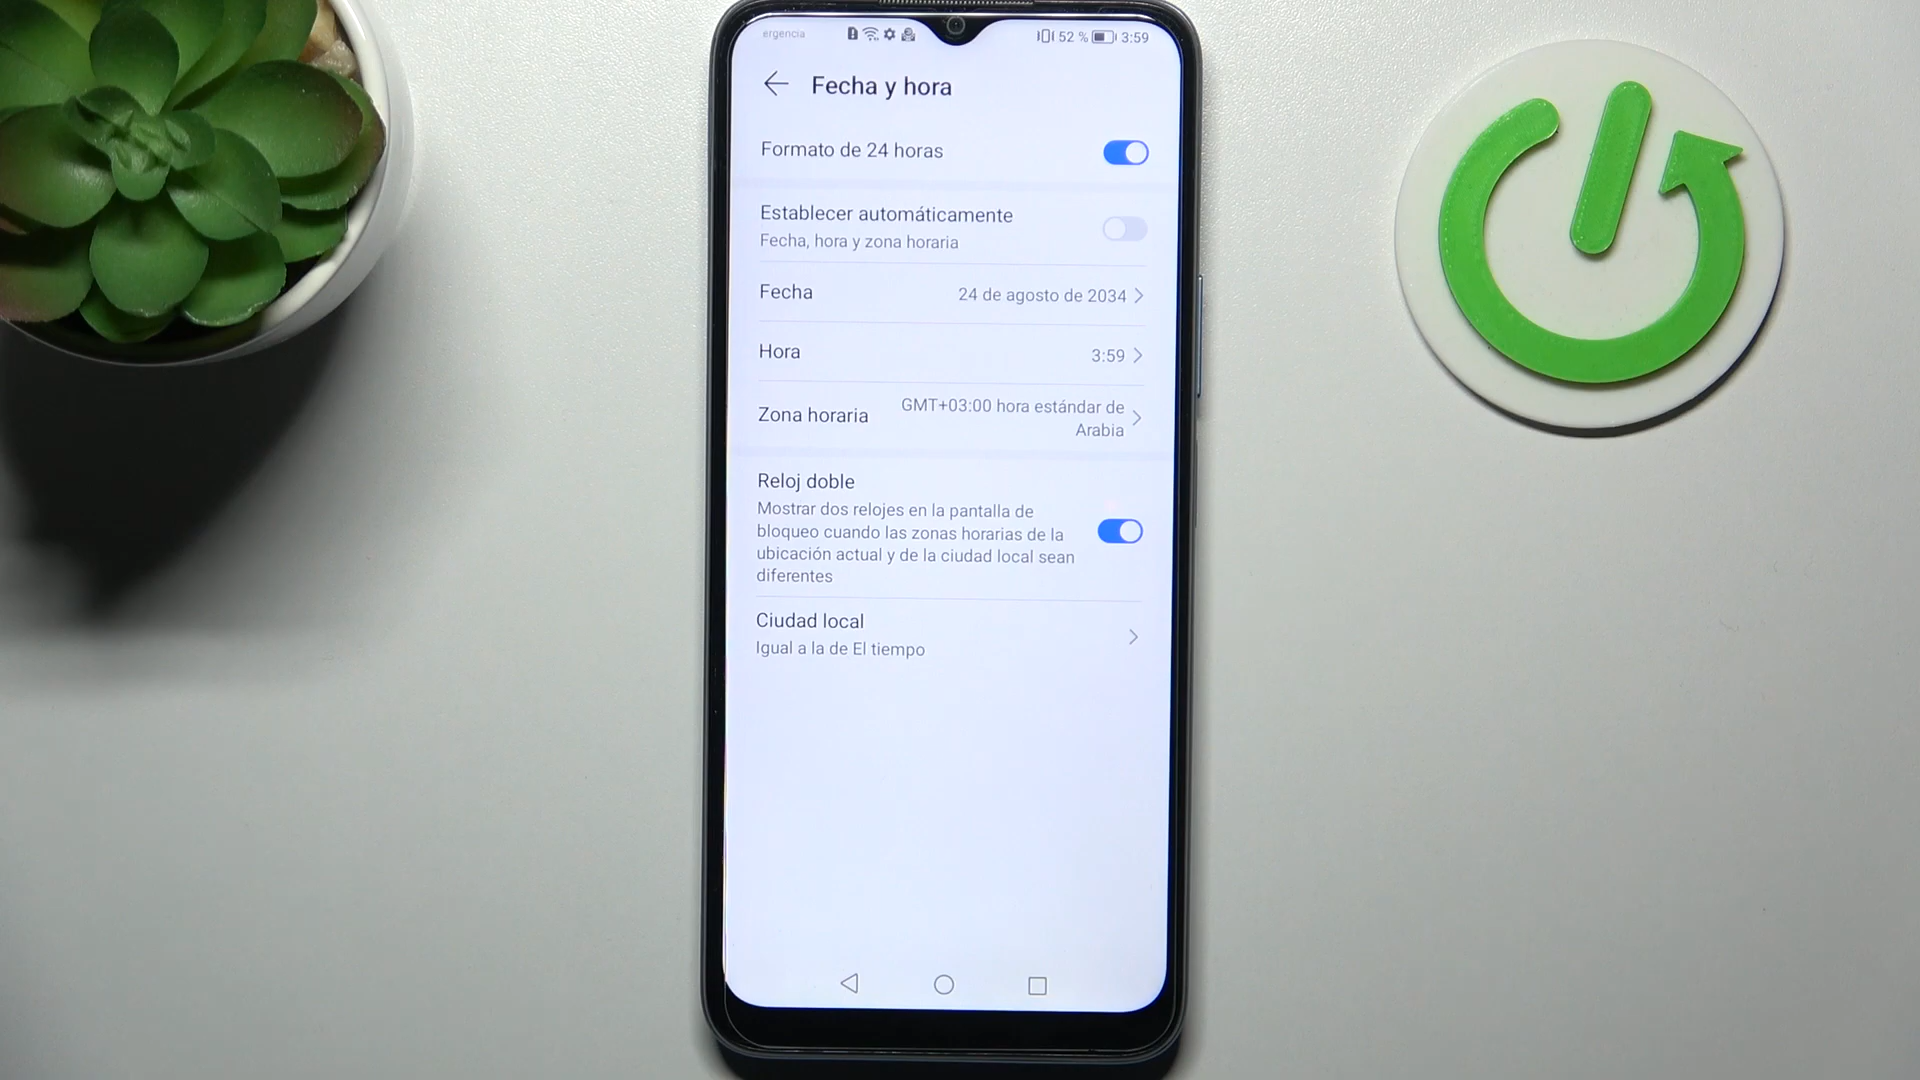 ergencia 52 % 3:59
Fecha y hora
Formato de 24 horas
Establecer automáticamente
Fecha, hora y zona horaria
Fecha 24 de agosto de 2034
Hora 3:59
Zona horaria GMT+03:00 hora estándar de
Arabia
Reloj doble
Mostrar dos relojes en la pantalla de
bloqueo cuando las zonas horarias de la
ubicación actual y de la ciudad local sean
diferentes
Ciudad local
Igual a la de El tiempo